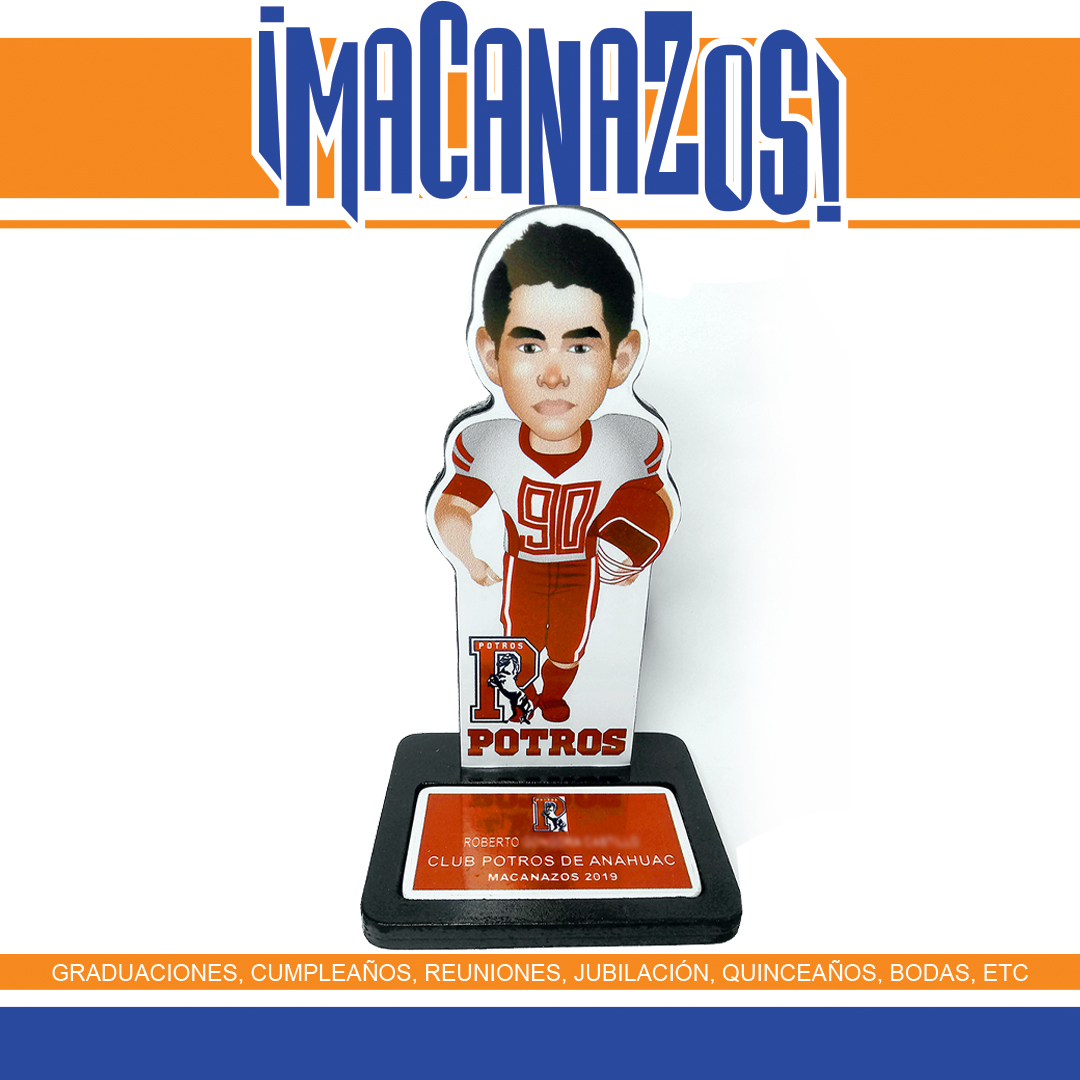 ¡MACANAZOS!
90
POTROS
POTROS
ROBERTO
CLUB POTROS DE ANÁHUAC
MACANAZOS 2019
GRADUACIONES, CUMPLEAÑOS, REUNIONES, JUBILACIÓN, QUINCEAÑOS, BODAS, ETC